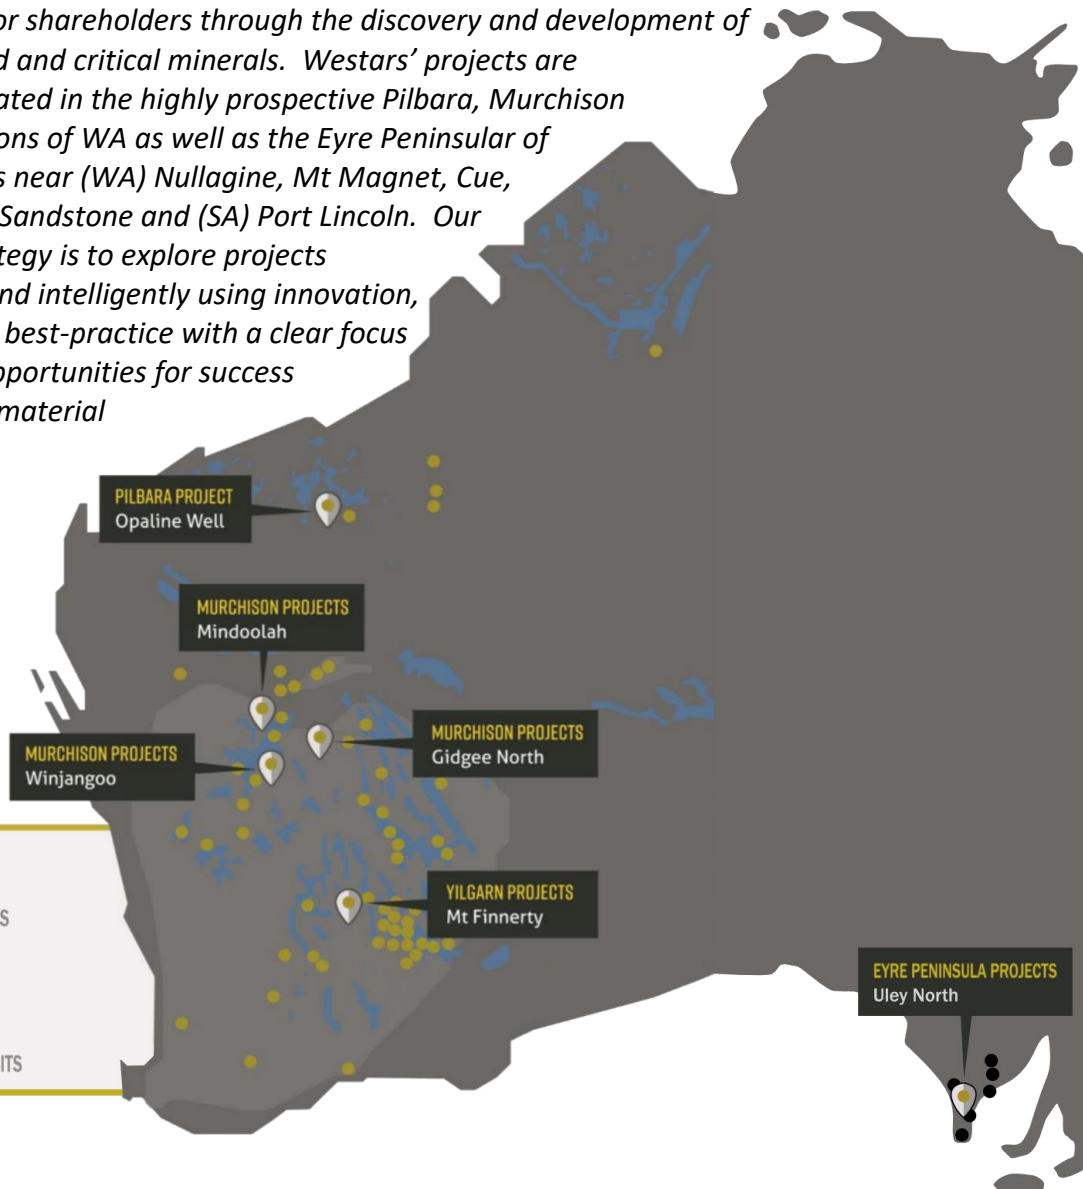 or shareholders through the discovery and development of
d and critical minerals. Westars’ projects are
ated in the highly prospective Pilbara, Murchison
ons of WA as well as the Eyre Peninsular of
s near (WA) Nullagine, Mt Magnet, Cue,
Sandstone and (SA) Port Lincoln. Our
tegy is to explore projects
nd intelligently using innovation,
best-practice with a clear focus
pportunities for success
material
PILBARA PROJECT
Opaline Well
MURCHISON PROJECTS
Mindoolah
MURCHISON PROJECTS
Gidgee North
MURCHISON PROJECTS
Winjangoo
YILGARN PROJECTS
Mt Finnerty
S
EYRE PENINSULA PROJECTS
Uley North
ITS